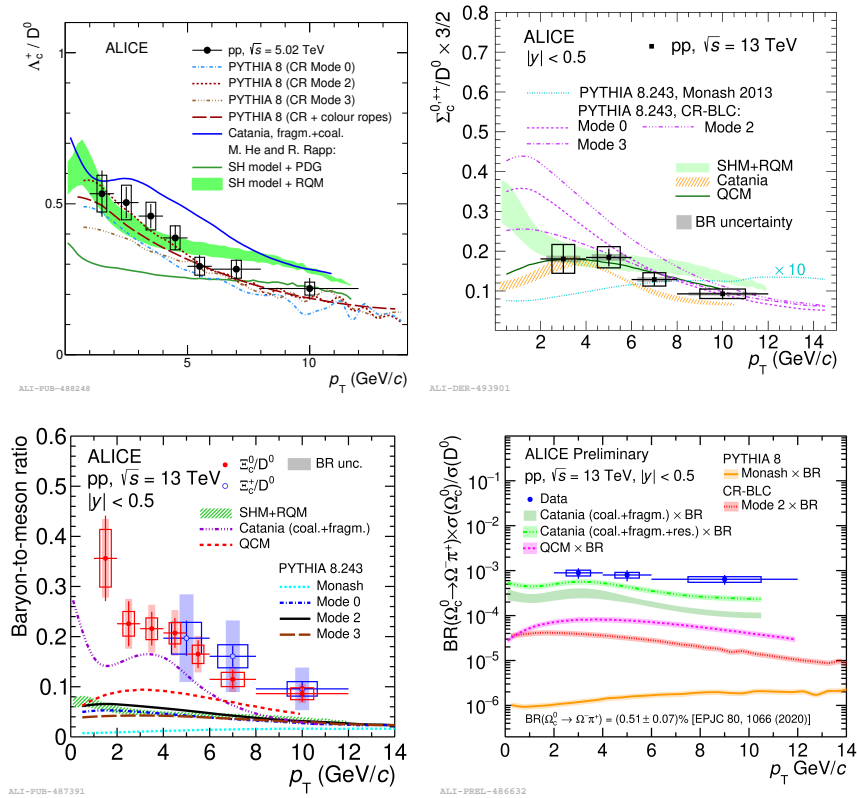 Λc+ / D0
1
0.5
0
ALICE
pp, √s = 5.02 TeV
PYTHIA 8 (CR Mode 0)
PYTHIA 8 (CR Mode 2)
PYTHIA 8 (CR Mode 3)
PYTHIA 8 (CR + colour ropes)
Catania, fragm.+coal.
M. He and R. Rapp:
SH model + PDG
SH model + RQM
5 10
pT (GeV/c)
ALI-PUB-488248
Σc0,++/D0 × 3/2
0.8
0.7
0.6
0.5
0.4
0.3
0.2
0.1
ALICE
|y| < 0.5
pp, √s = 13 TeV
PYTHIA 8.243, Monash 2013
PYTHIA 8.243, CR-BLC:
Mode 0 Mode 2
Mode 3
SHM+RQM
Catania
QCM
BR uncertainty
× 10
2 4 6 8 10 12 14
pT (GeV/c)
ALI-DER-493901
Baryon-to-meson ratio
0.6
0.5
0.4
0.3
0.2
0.1
0
ALICE
pp, √s = 13 TeV
|y| < 0.5
Ξc0/D0 BR unc.
Ξc+/D0
SHM+RQM
Catania (coal.+fragm.)
QCM
PYTHIA 8.243
Monash
Mode 0
Mode 2
Mode 3
0 2 4 6 8 10 12 14
pT (GeV/c)
ALI-PUB-487391
BR(Ωc0→Ω−π+)×σ(Ωc0)/σ(D0)
10−1
10−2
10−3
10−4
10−5
10−6
ALICE Preliminary
pp, √s = 13 TeV, |y| < 0.5
Data
Catania (coal.+fragm.) × BR
Catania (coal.+fragm.+res.) × BR
QCM × BR
PYTHIA 8
Monash × BR
CR-BLC
Mode 2 × BR
BR(Ωc0 → Ω−π+) = (0.51 ± 0.07)% [EPJC 80, 1066 (2020)]
0 2 4 6 8 10 12 14
pT GeV/c
ALI-PREL-486632